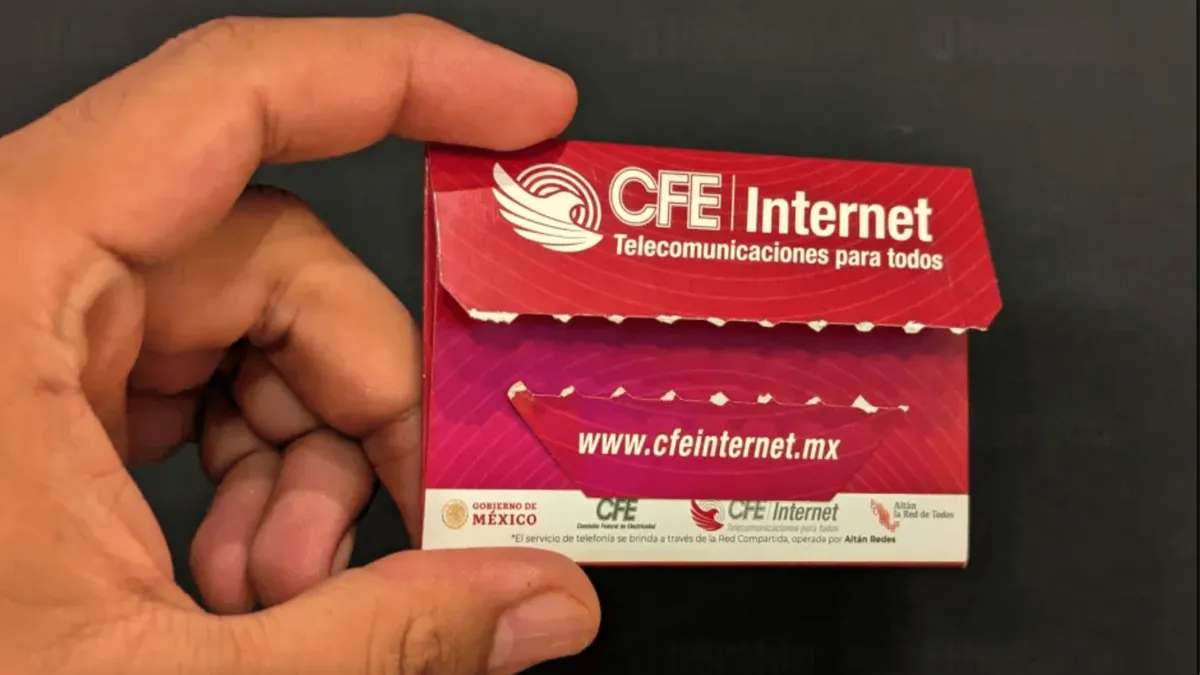 CFE Internet
Telecomunicaciones para todos
www.cfeinternet.mx
GOBIERNO DE
MÉXICO
CFE
Comisión Federal de Electricidad
CFE Internet
Telecomunicaciones para todos
Altán
la Red de Todos
*El servicio de telefonía se brinda a través de la Red Compartida, operada por Altán Redes